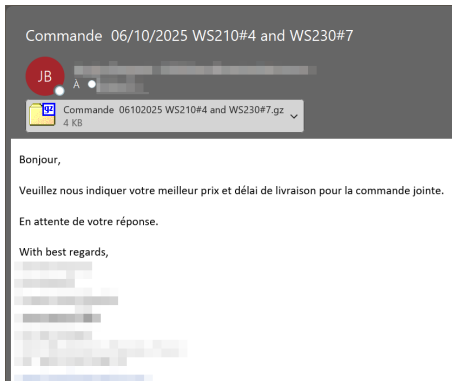 Commande  06/10/2025 WS210#4 and WS230#7
JB
À
gz
Commande  06102025 WS210#4 and WS230#7.gz
4 KB
Bonjour,
Veuillez nous indiquer votre meilleur prix et délai de livraison pour la commande jointe.
En attente de votre réponse.
With best regards,